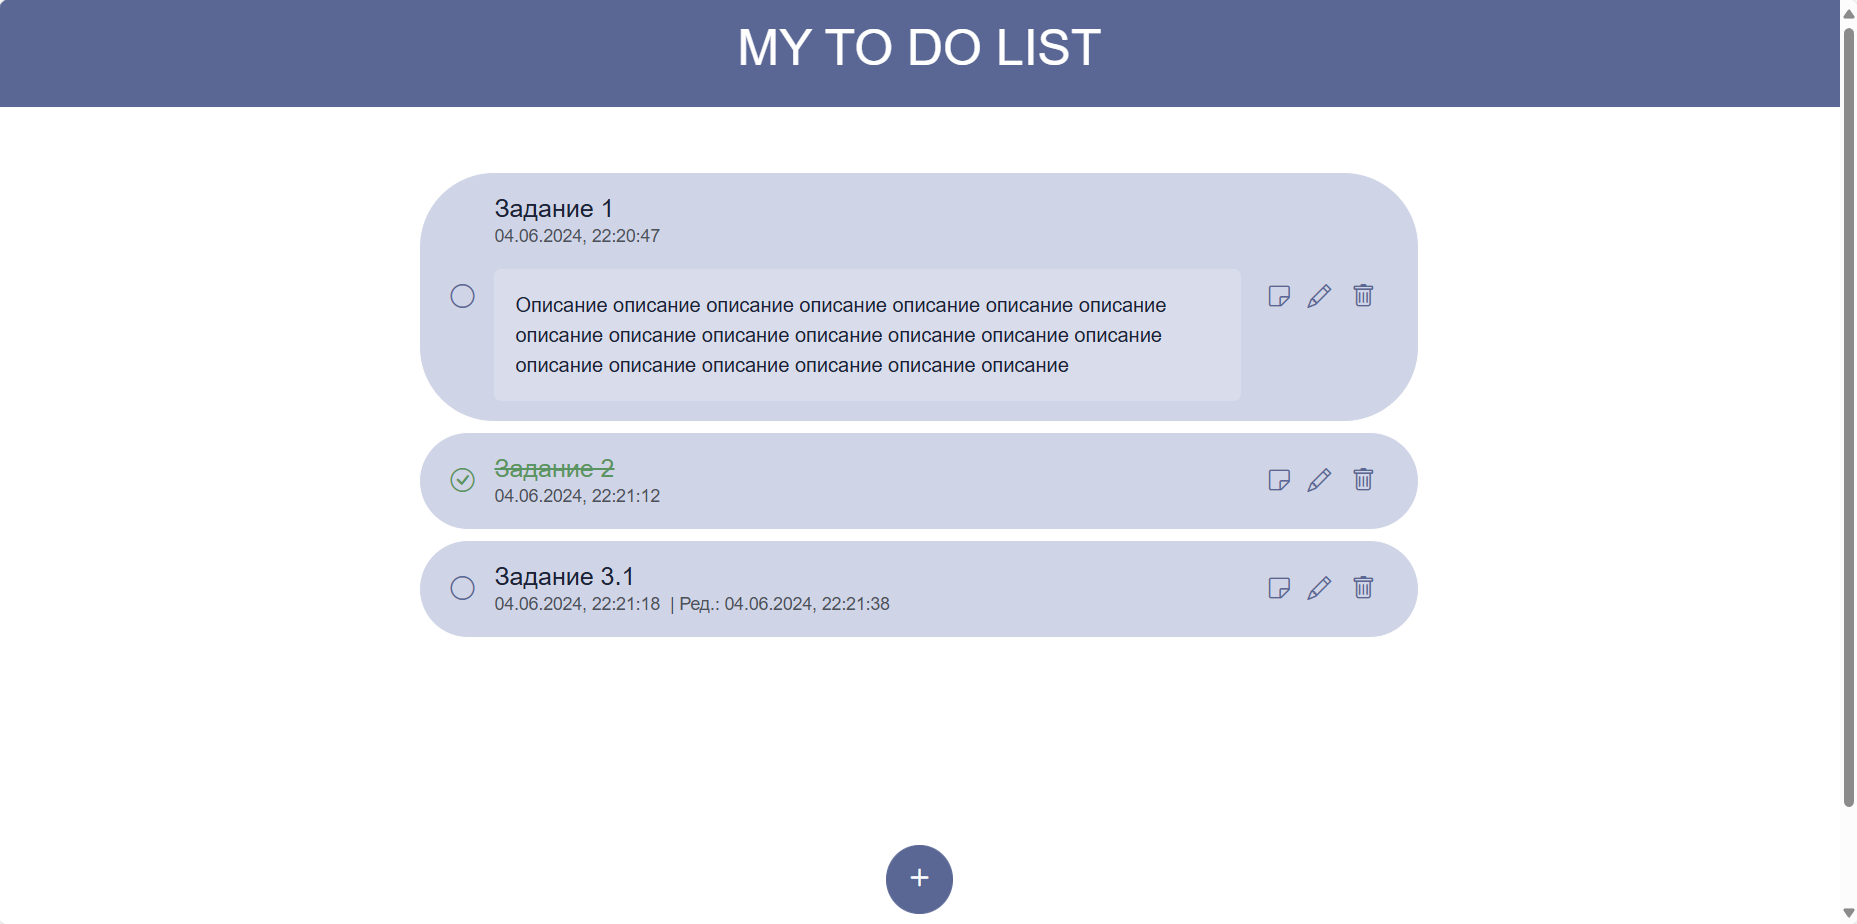 MY TO DO LIST
Задание 1
04.06.2024, 22:20:47
Описание описание описание описание описание описание описание
описание описание описание описание описание описание описание
описание описание описание описание описание описание
Задание 2
04.06.2024, 22:21:12
Задание 3.1
04.06.2024, 22:21:18 | Ред.: 04.06.2024, 22:21:38
+